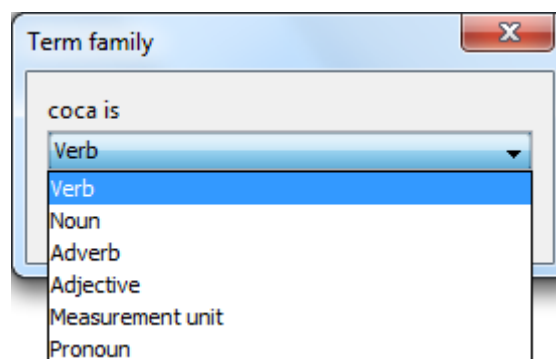 Term family
coca is
Verb
Verb
Noun
Adverb
Adjective
Measurement unit
Pronoun